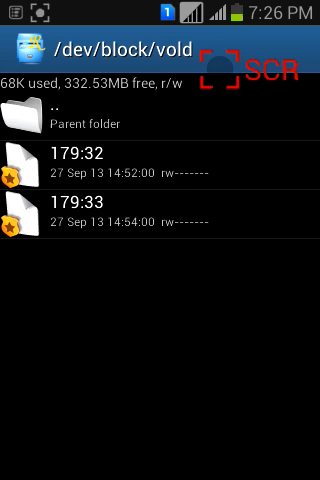 1
7:26 PM
/dev/block/vold
SCR
68K used, 332.53MB free, r/w
..
Parent folder
179:32
27 Sep 13 14:52:00 rw-------
179:33
27 Sep 13 14:54:00 rw-------